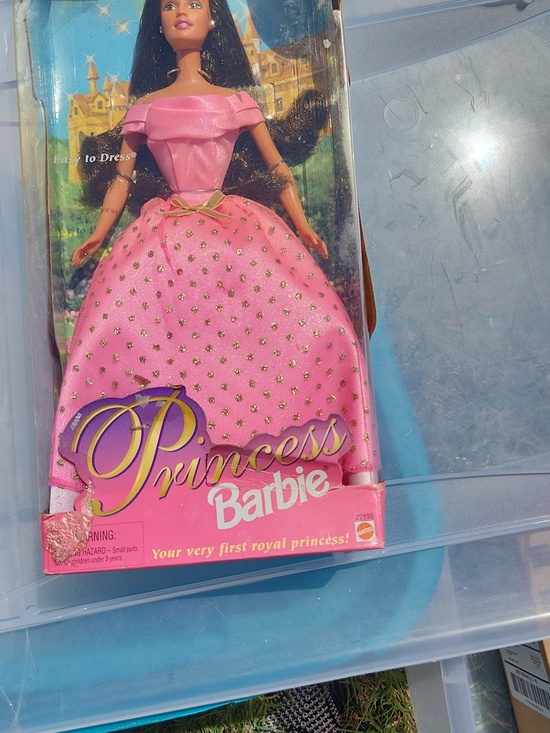 Easy to Dress®
Princess
Barbie
#2893
MATTEL
WARNING:
HAZARD – Small parts
children under 3 years.
Your very first royal princess!